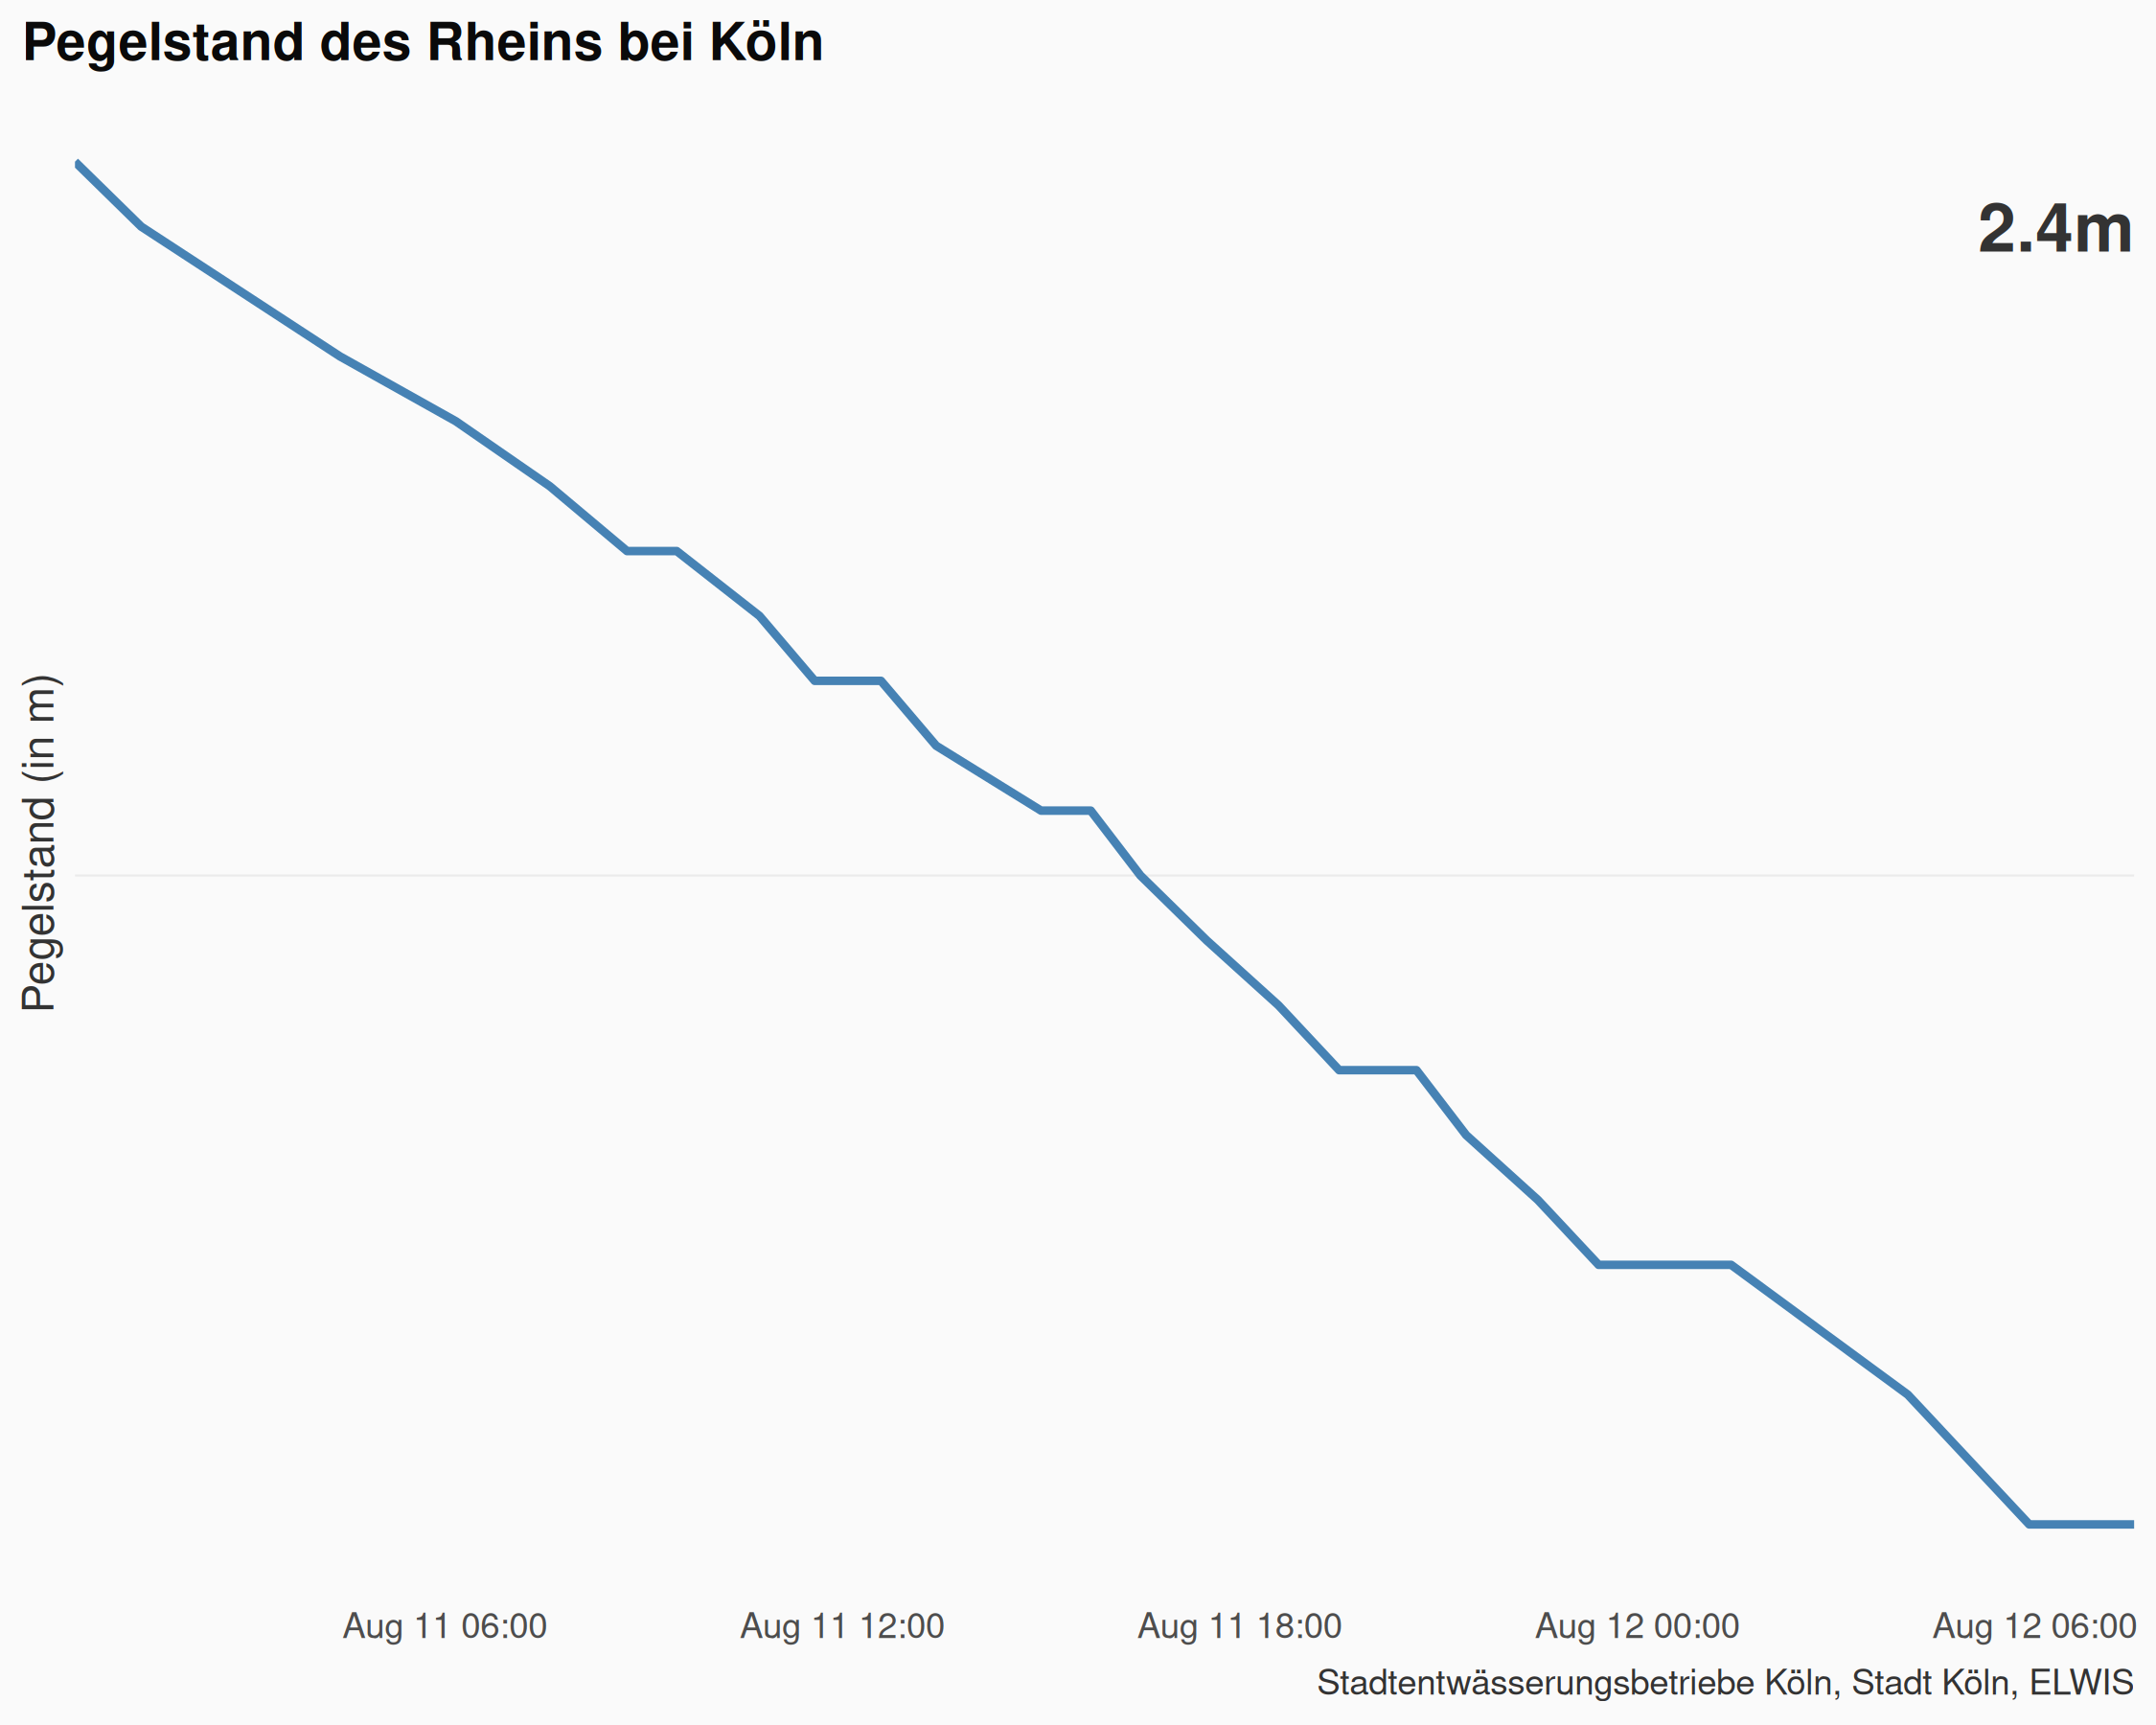 Pegelstand des Rheins bei Köln
2.4m
Pegelstand (in m)
Aug 11 06:00
Aug 11 12:00
Aug 11 18:00
Aug 12 00:00
Aug 12 06:00
Stadtentwässerungsbetriebe Köln, Stadt Köln, ELWIS